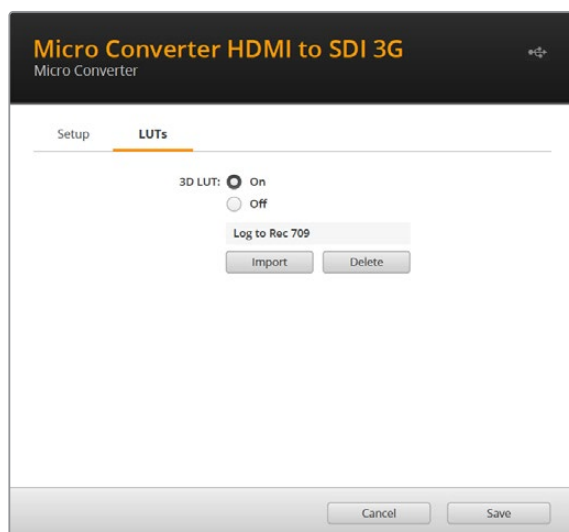 Micro Converter HDMI to SDI 3G
Micro Converter
Setup LUTs
3D LUT: On
Off
Log to Rec 709
Import Delete
Cancel Save